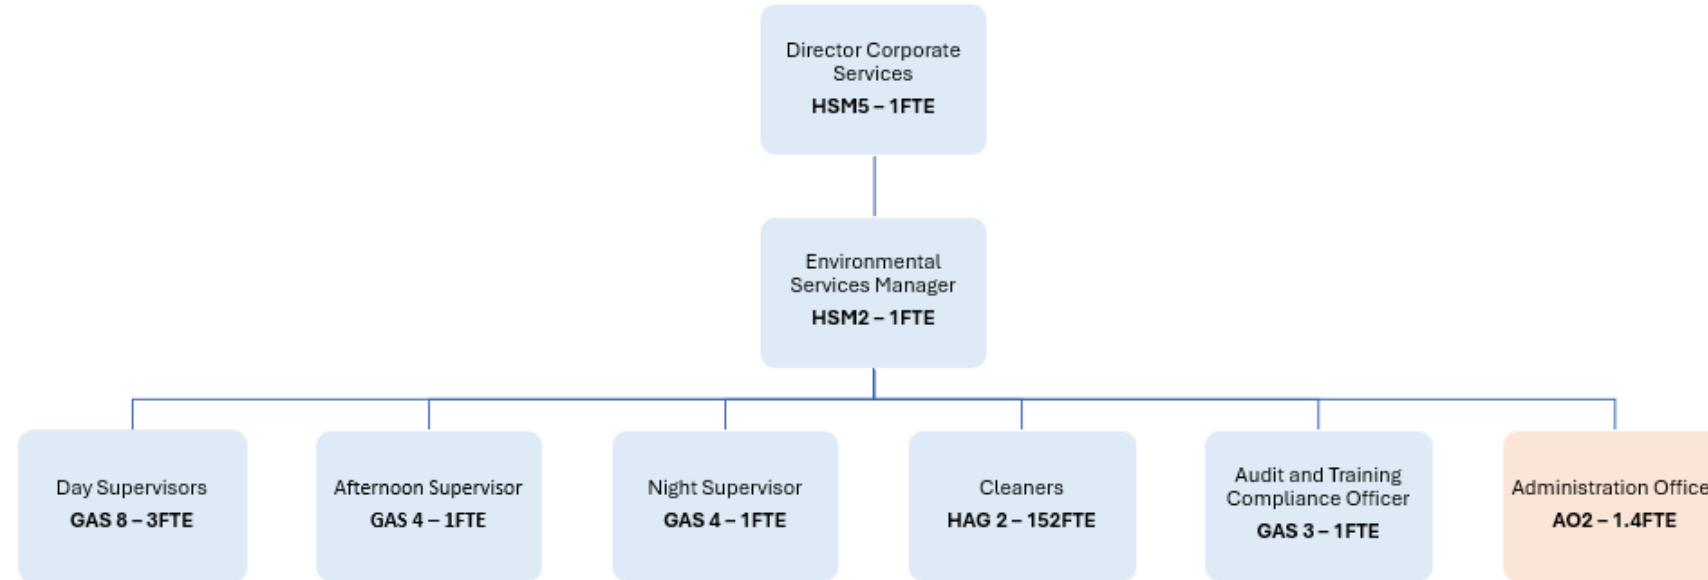 Director Corporate
Services
HSM5 – 1FTE
Environmental
Services Manager
HSM2 – 1FTE
Day Supervisors
GAS 8 – 3FTE
Afternoon Supervisor
GAS 4 – 1FTE
Night Supervisor
GAS 4 – 1FTE
Cleaners
HAG 2 – 152FTE
Audit and Training
Compliance Officer
GAS 3 – 1FTE
Administration Office
AO2 – 1.4FTE